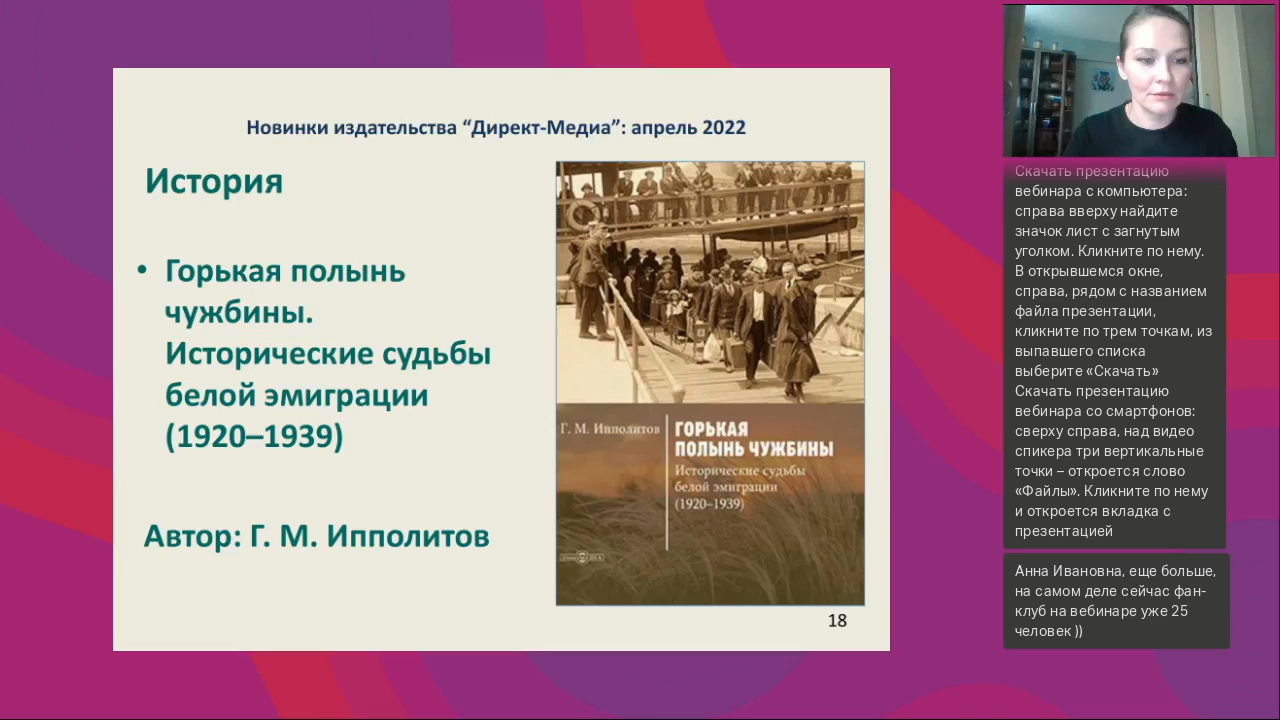 Новинки издательства “Директ-Медиа”: апрель 2022
История
• Горькая полынь
чужбины.
Исторические судьбы
белой эмиграции
(1920–1939)
Автор: Г. М. Ипполитов
Г. М. Ипполитов
ГОРЬКАЯ
ПОЛЫНЬ ЧУЖБИНЫ
Исторические судьбы
белой эмиграции
(1920–1939)
18
Скачать презентацию
вебинара с компьютера:
справа вверху найдите
значок лист с загнутым
уголком. Кликните по нему.
В открывшемся окне,
справа, рядом с названием
файла презентации,
кликните по трем точкам, из
выпавшего списка
выберите «Скачать»
Скачать презентацию
вебинара со смартфонов:
сверху справа, над видео
спикера три вертикальные
точки – откроется слово
«Файлы». Кликните по нему
и откроется вкладка с
презентацией
Анна Ивановна, еще больше,
на самом деле сейчас фан-
клуб на вебинаре уже 25
человек ))